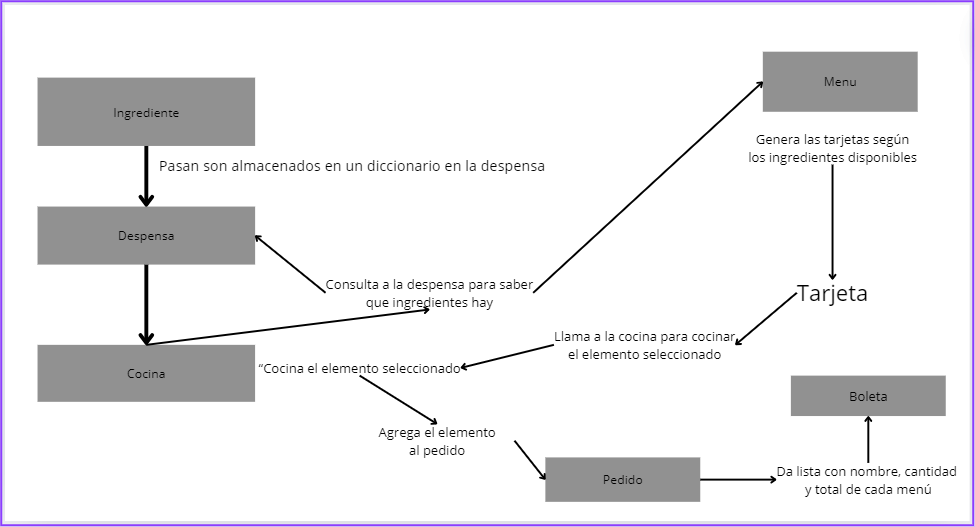 Menu
Ingrediente
Genera las tarjetas según
los ingredientes disponibles
Pasan son almacenados en un diccionario en la despensa
Despensa
Consulta a la despensa para saber
que ingredientes hay
Tarjeta
Llama a la cocina para cocinar
el elemento seleccionado
Cocina
“Cocina el elemento seleccionado
Boleta
Agrega el elemento
al pedido
Pedido
Da lista con nombre, cantidad
y total de cada menú